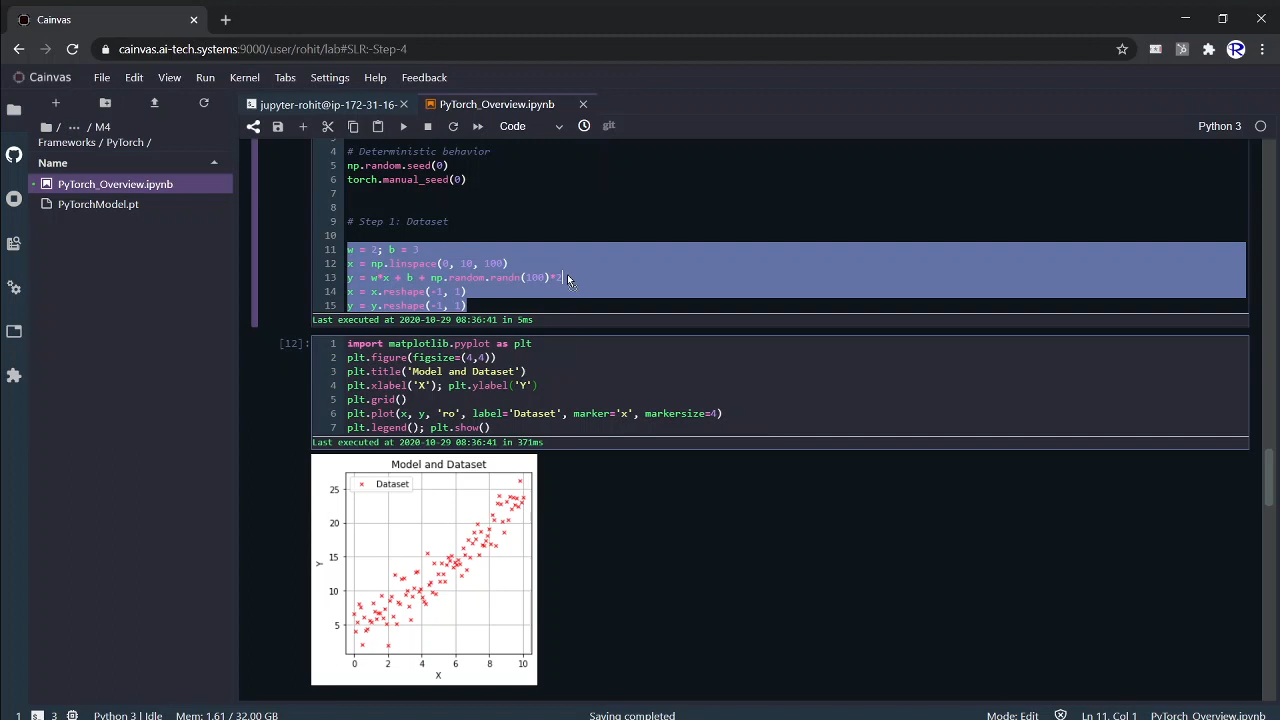 Cainvas
cainvas.ai-tech.systems:9000/user/rohit/lab#SLR:-Step-4
Cainvas File Edit View Run Kernel Tabs Settings Help Feedback
jupyter-rohit@ip-172-31-16- PyTorch_Overview.ipynb
/ ... / M4
Frameworks / PyTorch /
Code git Python 3
Name
PyTorch_Overview.ipynb
PyTorchModel.pt
4 # Deterministic behavior
5 np.random.seed(0)
6 torch.manual_seed(0)
7
8
9 # Step 1: Dataset
10
11 w = 2; b = 3
12 x = np.linspace(0, 10, 100)
13 y = w*x + b + np.random.randn(100)*2
14 x = x.reshape(-1, 1)
15 y = y.reshape(-1, 1)
Last executed at 2020-10-29 08:36:41 in 5ms
[12]: 1 import matplotlib.pyplot as plt
2 plt.figure(figsize=(4,4))
3 plt.title('Model and Dataset')
4 plt.xlabel('X'); plt.ylabel('Y')
5 plt.grid()
6 plt.plot(x, y, 'ro', label='Dataset', marker='x', markersize=4)
7 plt.legend(); plt.show()
Last executed at 2020-10-29 08:36:41 in 371ms
Model and Dataset
Dataset
25
20
15
10
5
Y
0 2 4 6 8 10
X
1 3 Python 3 | Idle Mem: 1.61 / 32.00 GB Saving completed Mode: Edit Ln 11, Col 1 PyTorch_Overview.ipynb